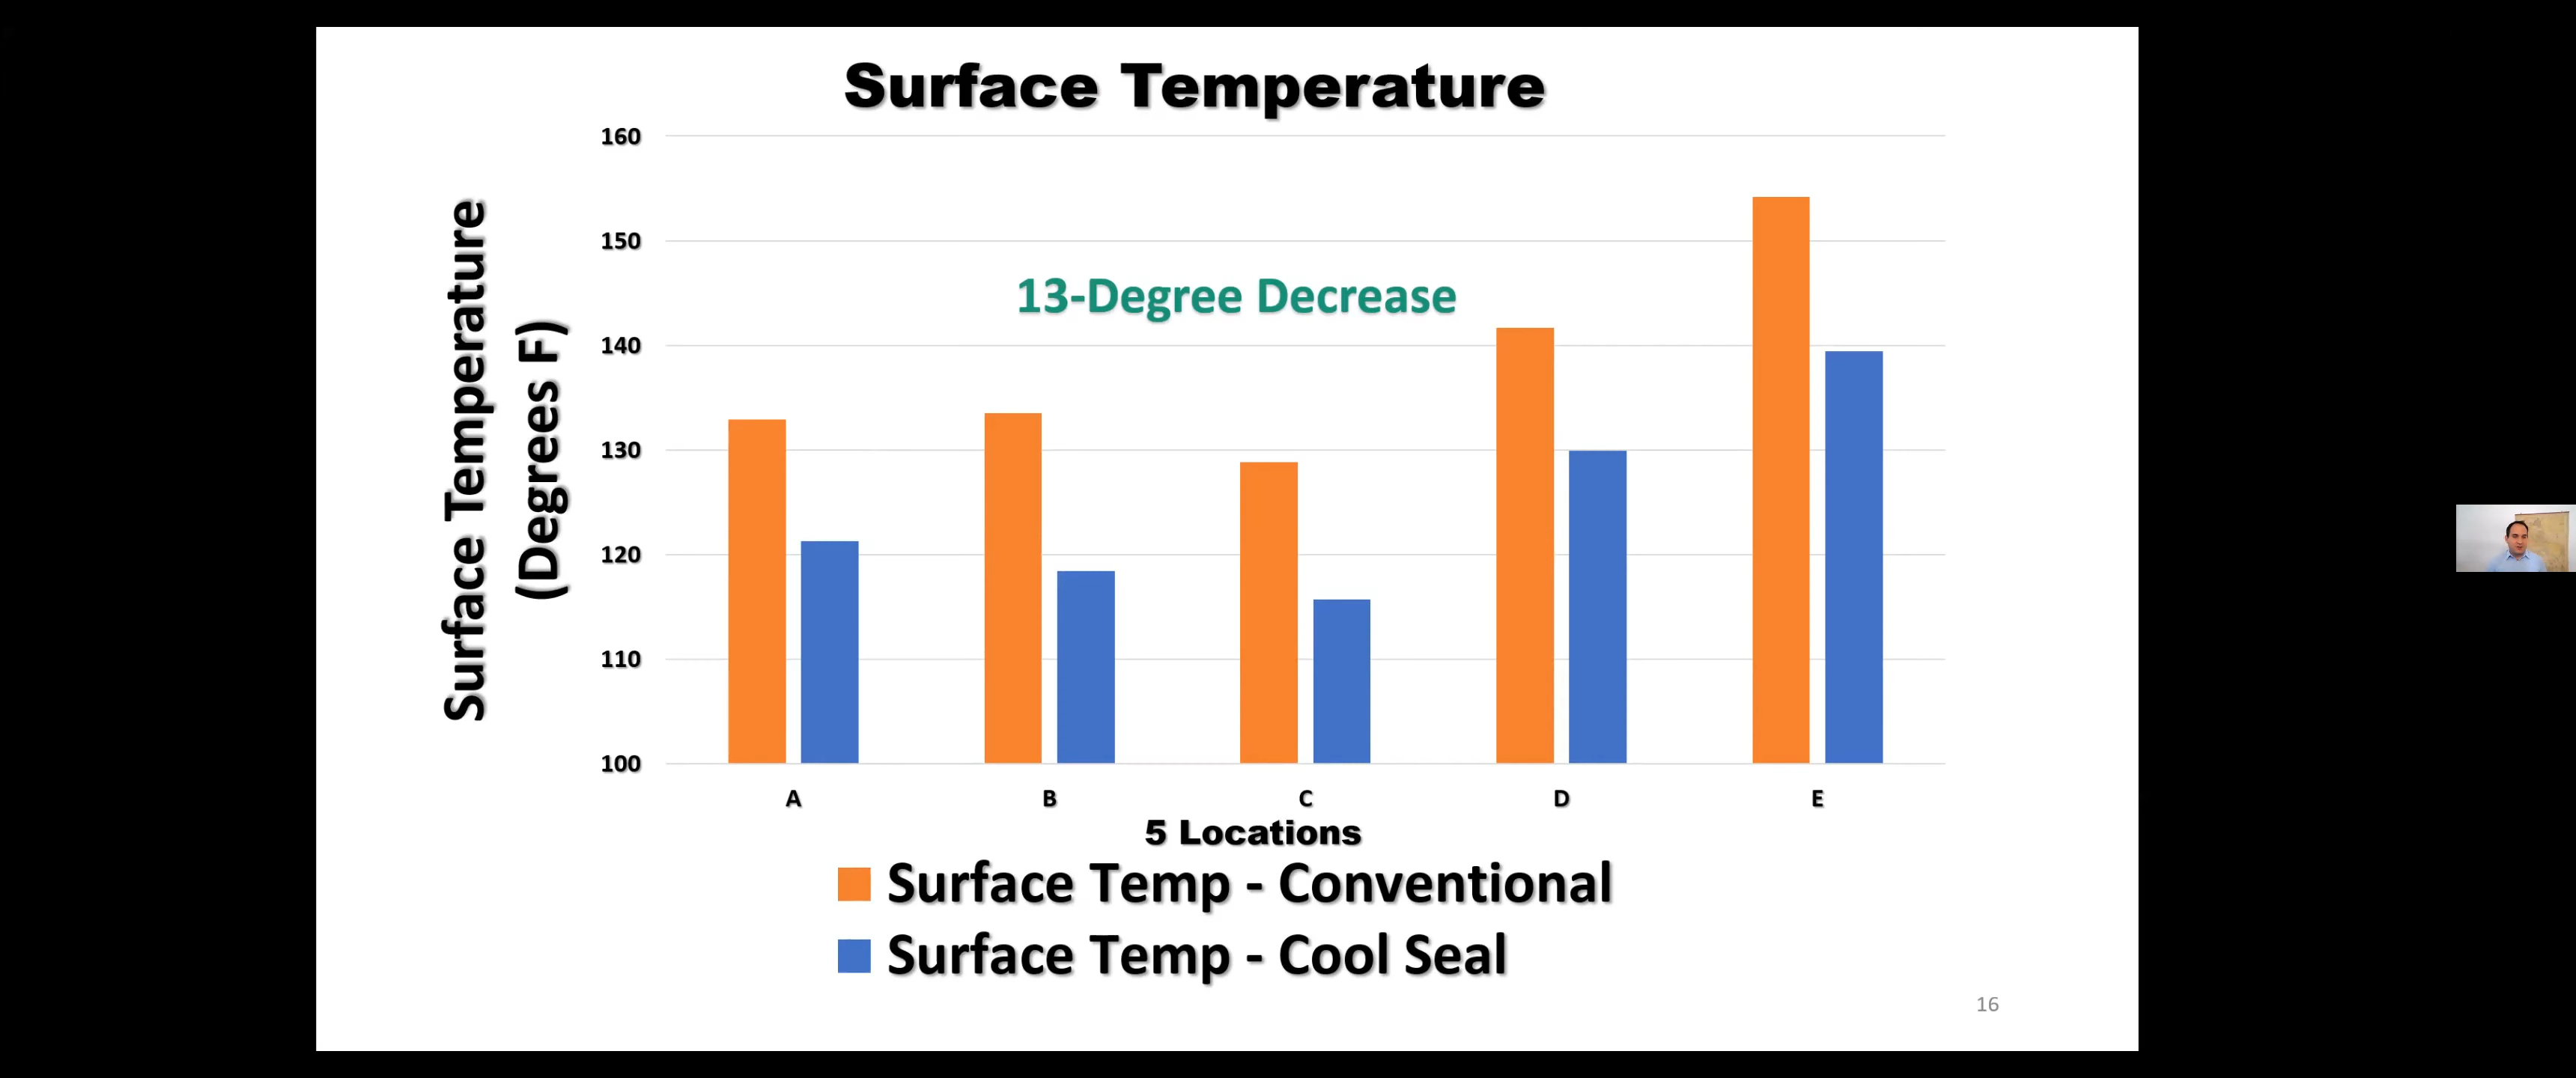 Surface Temperature
Surface Temperature
(Degrees F)
160
150
140
130
120
110
100
13-Degree Decrease
A B C D E
5 Locations
Surface Temp - Conventional
Surface Temp - Cool Seal
16